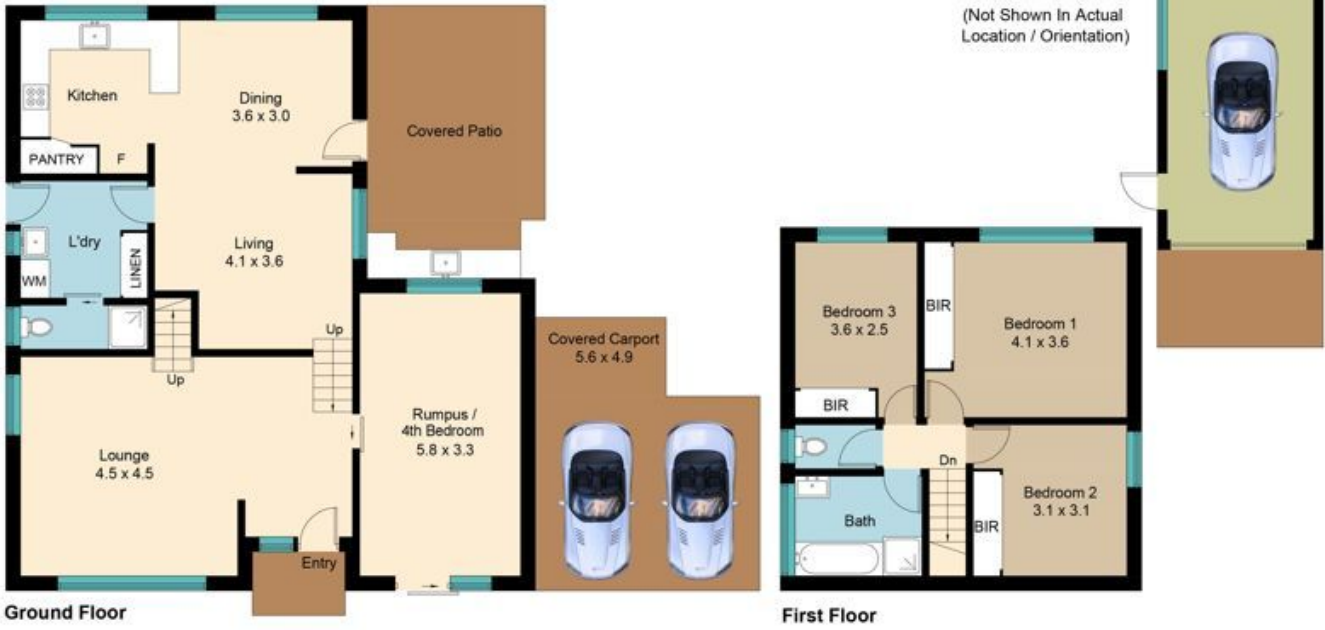 (Not Shown In Actual
Location / Orientation)
Kitchen
Dining
3.6 x 3.0
Covered Patio
PANTRY
F
L'dry
Living
4.1 x 3.6
WM
LINEN
Up
Up
Covered Carport
5.6 x 4.9
Lounge
4.5 x 4.5
Rumpus /
4th Bedroom
5.8 x 3.3
Entry
Ground Floor
Bedroom 3
3.6 x 2.5
BIR
Bedroom 1
4.1 x 3.6
BIR
Dn
Bath
BIR
Bedroom 2
3.1 x 3.1
First Floor